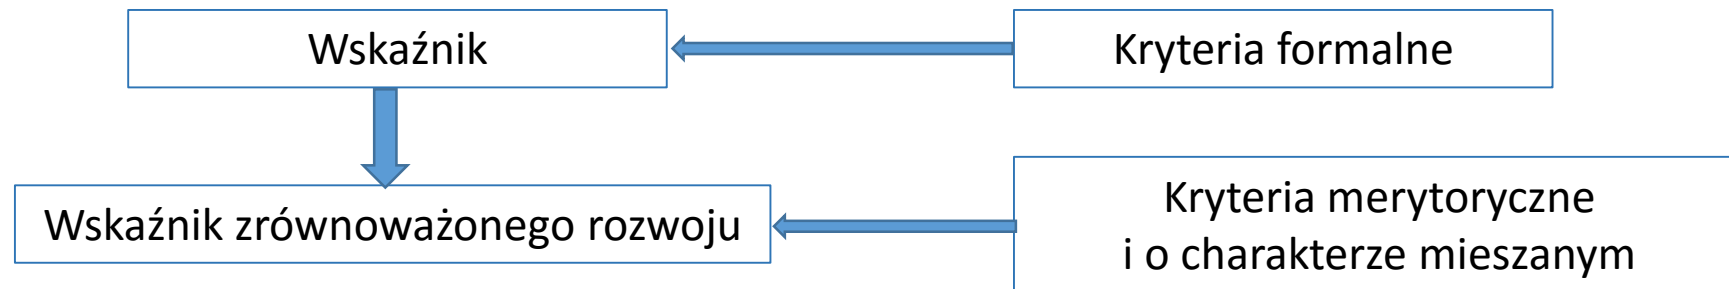 Wskaźnik
Kryteria formalne
Wskaźnik zrównoważonego rozwoju
Kryteria merytoryczne
i o charakterze mieszanym